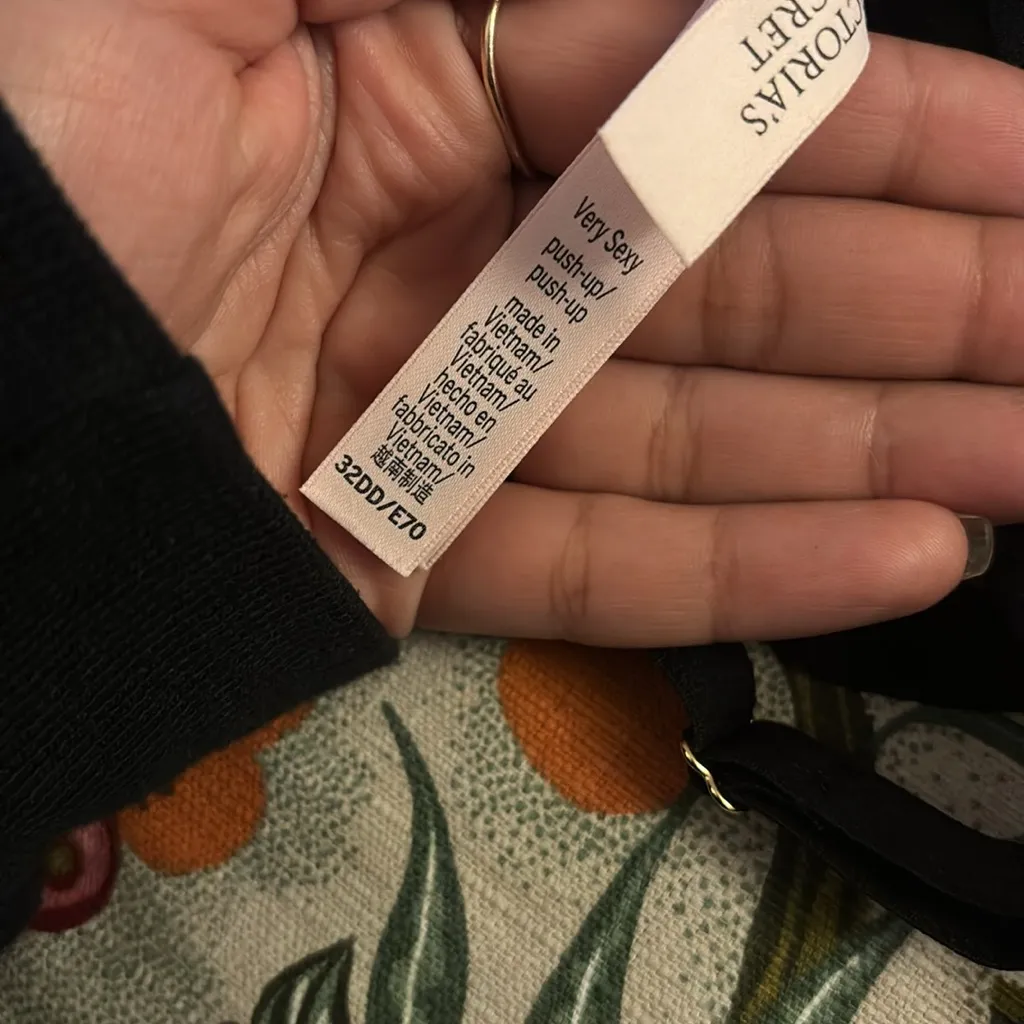 CTORIA'S
CRET
Very Sexy
push-up/
push-up
made in
Vietnam/
fabriqué au
Vietnam/
hecho en
Vietnam/
fabbricato in
Vietnam/
越南制造
32DD/E70